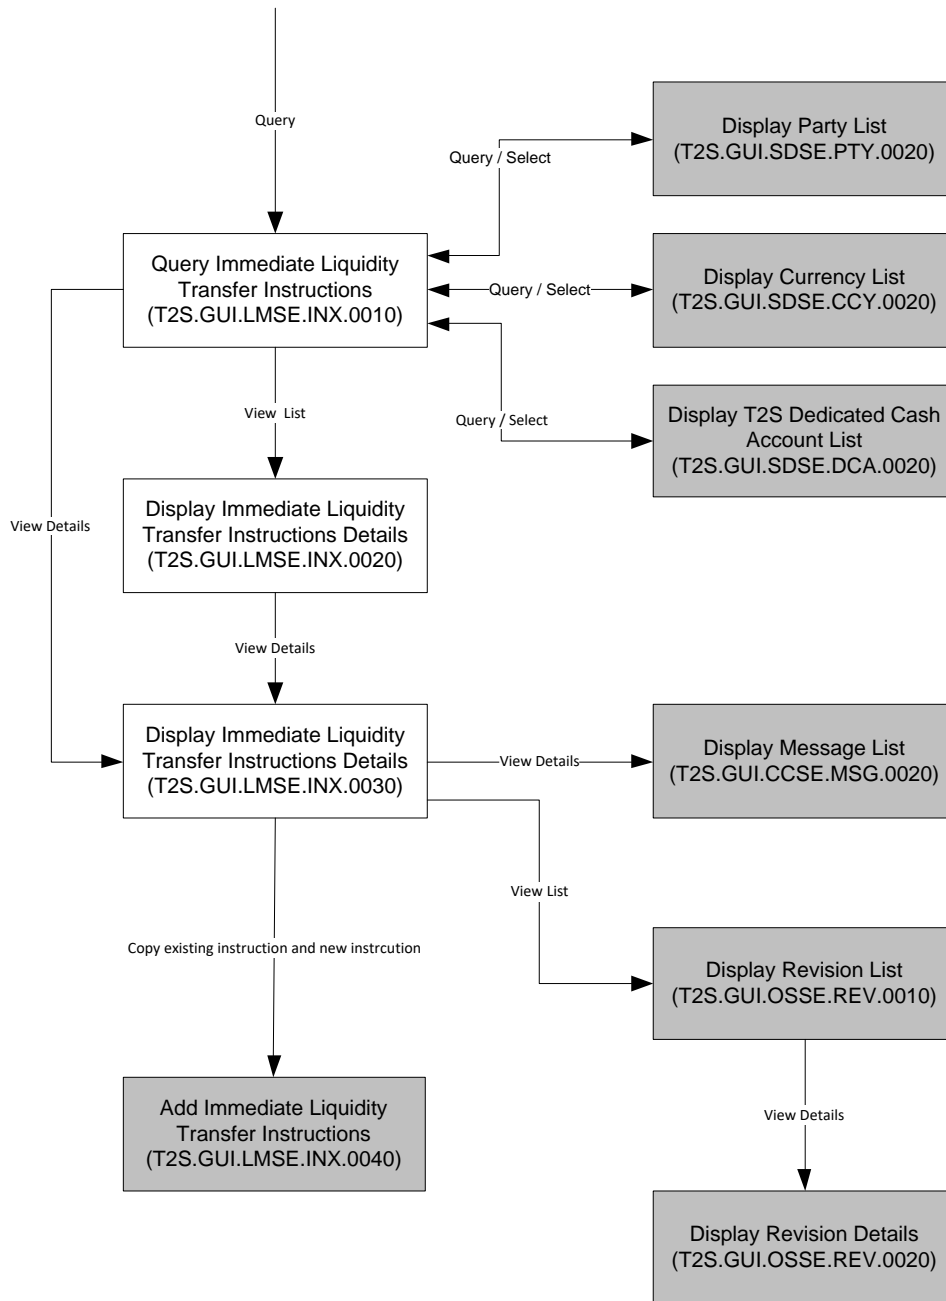 Query
Display Party List
(T2S.GUI.SDSE.PTY.0020)
Query / Select
Query Immediate Liquidity
Transfer Instructions
(T2S.GUI.LMSE.INX.0010)
Query / Select
Display Currency List
(T2S.GUI.SDSE.CCY.0020)
View List
Query / Select
Display T2S Dedicated Cash
Account List
(T2S.GUI.SDSE.DCA.0020)
View Details
Display Immediate Liquidity
Transfer Instructions Details
(T2S.GUI.LMSE.INX.0020)
View Details
Display Immediate Liquidity
Transfer Instructions Details
(T2S.GUI.LMSE.INX.0030)
View Details
Display Message List
(T2S.GUI.CCSE.MSG.0020)
View List
Copy existing instruction and new instrcution
Display Revision List
(T2S.GUI.OSSE.REV.0010)
Add Immediate Liquidity
Transfer Instructions
(T2S.GUI.LMSE.INX.0040)
View Details
Display Revision Details
(T2S.GUI.OSSE.REV.0020)